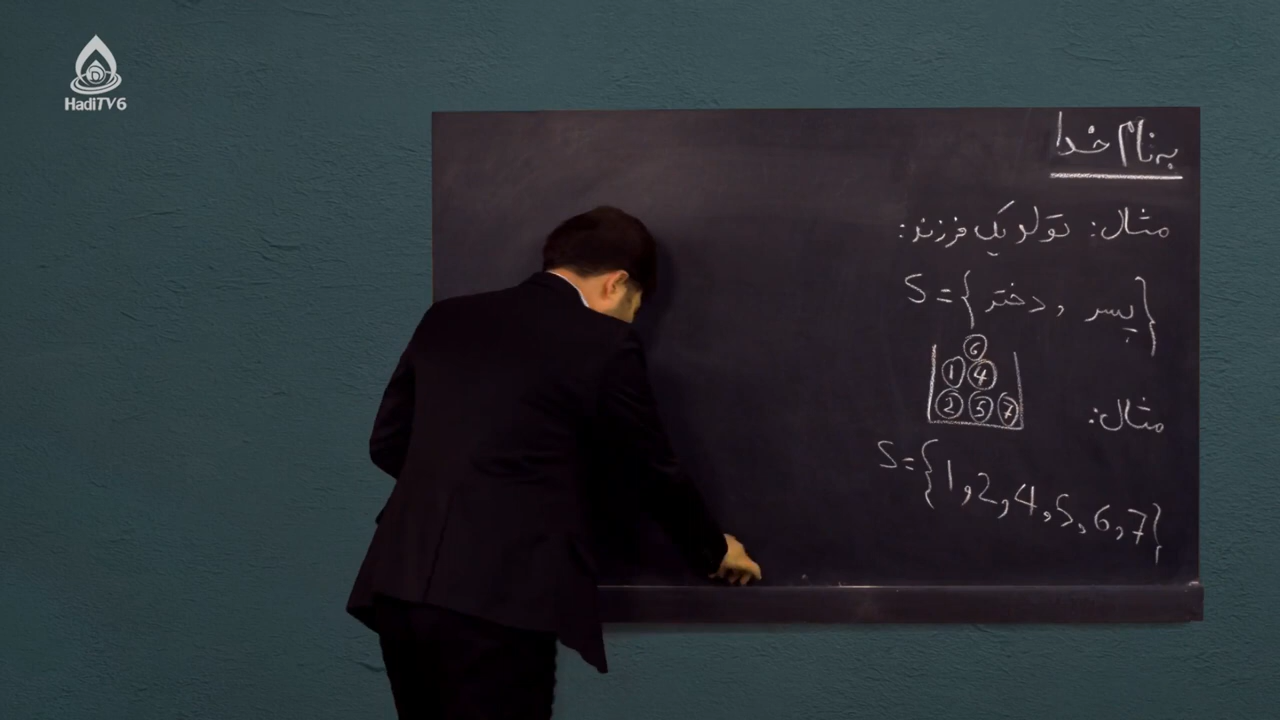 HadiTV6
به نام خدا
مثال: تولد یک فرزند:
S={پسر , دختر}
6
1 4
2 5 7
مثال:
S={1,2,4,5,6,7}